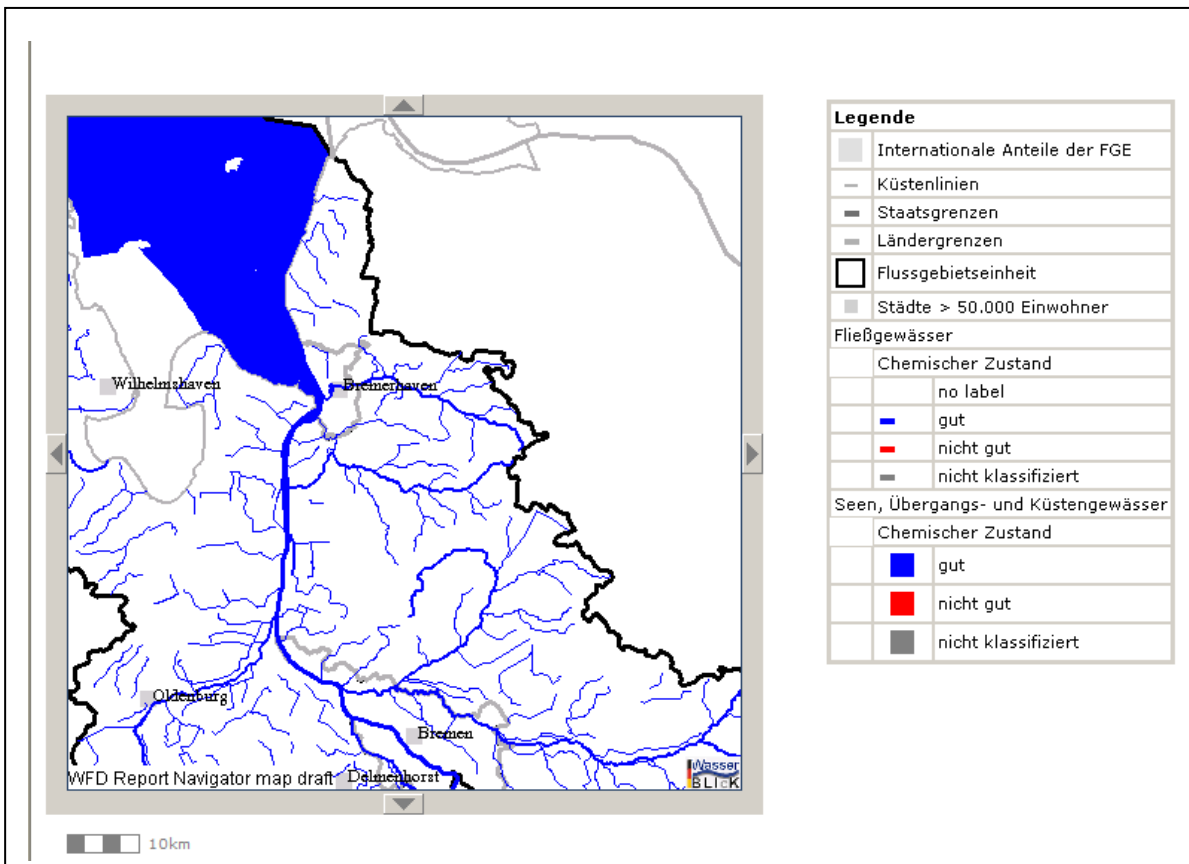 Wilhelmshaven
Bremerhaven
Oldenburg
Bremen
Delmenhorst
WFD Report Navigator map draft
Wasser
BLIcK
10km
Legende
Internationale Anteile der FGE
Küstenlinien
Staatsgrenzen
Ländergrenzen
Flussgebietseinheit
Städte > 50.000 Einwohner
Fließgewässer
Chemischer Zustand
no label
gut
nicht gut
nicht klassifiziert
Seen, Übergangs- und Küstengewässer
Chemischer Zustand
gut
nicht gut
nicht klassifiziert